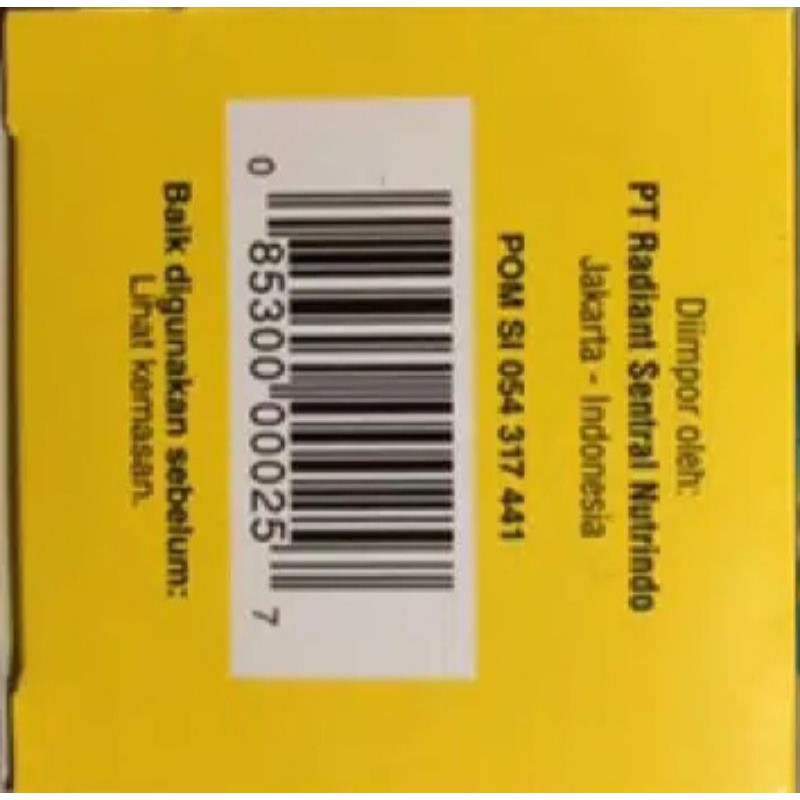 Diimpor oleh:
PT Radiant Sentral Nutrindo
Jakarta - Indonesia
POM SI 054 317 441
0 85300 00025 7
Baik digunakan sebelum:
Lihat kemasan.